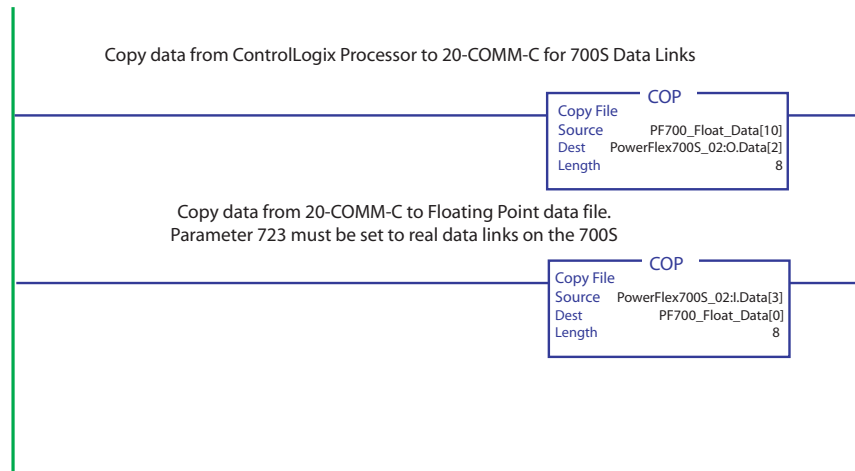 Copy data from ControlLogix Processor to 20-COMM-C for 700S Data Links
COP
Copy File
Source PF700_Float_Data[10]
Dest PowerFlex700S_02:O.Data[2]
Length 8
Copy data from 20-COMM-C to Floating Point data file.
Parameter 723 must be set to real data links on the 700S
COP
Copy File
Source PowerFlex700S_02:I.Data[3]
Dest PF700_Float_Data[0]
Length 8